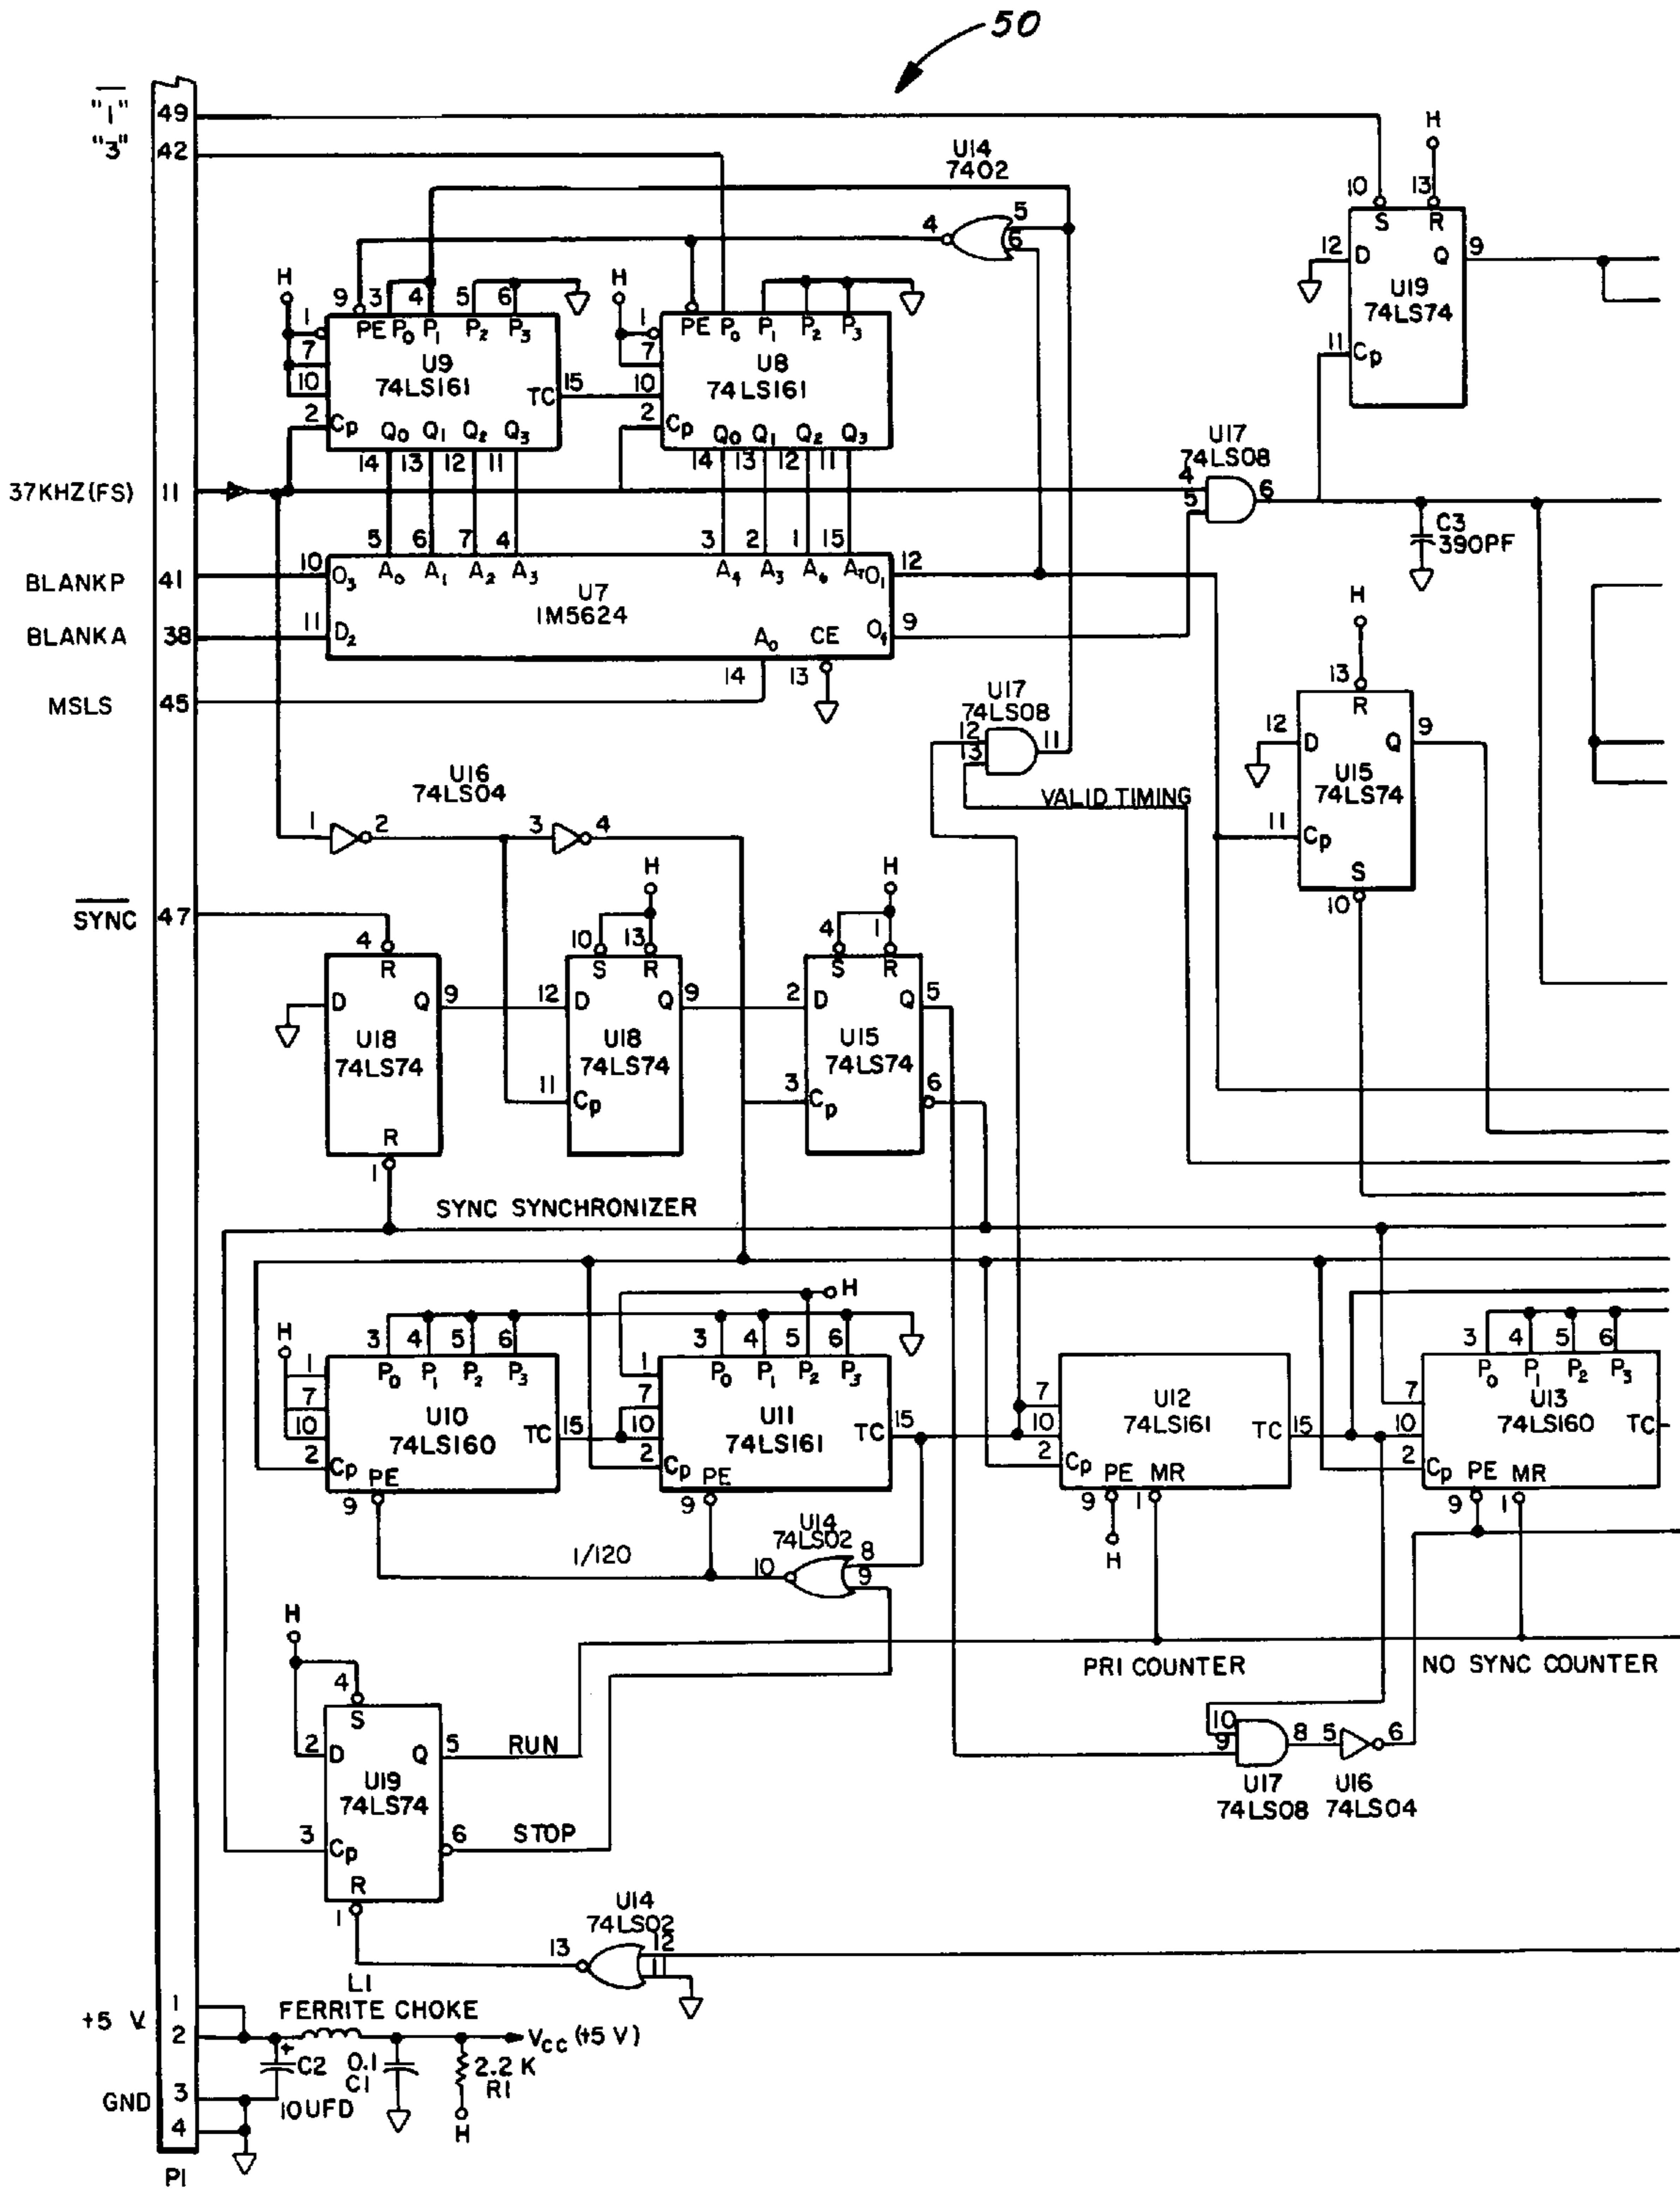 50
"1" 49
"3" 42
H
U14
7402
10 13
S R
5
4
6
12 D Q 9
U19
74LS74
11 Cp
H
H
9 3 4 5 6
1 PE P0 P1 P2 P3
7
10
U9
74LS161
TC 15
2 Cp Q0 Q1 Q2 Q3
14 13 12 11
1 PE P0 P1 P2 P3
7
10
U8
74LS161
2 Cp Q0 Q1 Q2 Q3
14 13 12 11
U17
74LS08
4
5
6
37KHZ(FS) 11
C3
390PF
5 6 7 4 3 2 1 15
10 O3 A0 A1 A2 A3 A4 A3 A6 A7 O1 12
BLANKP 41
U7
IM5624
BLANKA 38
11 D2 A0 CE O4 9
14 13
MSLS 45
H
13
R
12 D Q 9
U15
74LS74
11 Cp
S
10
U17
74LS08
12
13
11
VALID TIMING
U16
74LS04
1 2 3 4
H
H
SYNC 47
4
R
D Q 9
U18
74LS74
R
1
10 13
S R
12 D Q 9
U18
74LS74
11 Cp
4 1
S R
2 D Q 5
U15
74LS74
3 Cp 6
SYNC SYNCHRONIZER
H
H
3 4 5 6
1 P0 P1 P2 P3
7
10
U10
74LS160
TC 15
2 Cp PE
9
3 4 5 6
1 P0 P1 P2 P3
7
10
U11
74LS161
TC 15
2 Cp PE
9
7
10
U12
74LS161
TC 15
2 Cp PE MR
9 1
H
3 4 5 6
P0 P1 P2 P3
7
10
U13
74LS160
TC
2 Cp PE MR
9 1
1/120
U14
74LS02
10 8
9
H
4
S
2 D Q 5 RUN
U19
74LS74
3 Cp 6 STOP
R
1
PRI COUNTER
NO SYNC COUNTER
10
9 8 5 6
U17
74LS08
U16
74LS04
U14
74LS02
13 12
11
L1
FERRITE CHOKE
+5 V 1
2
VCC (+5 V)
+ C2
10UFD
0.1
C1
2.2 K
R1
H
GND 3
4
P1